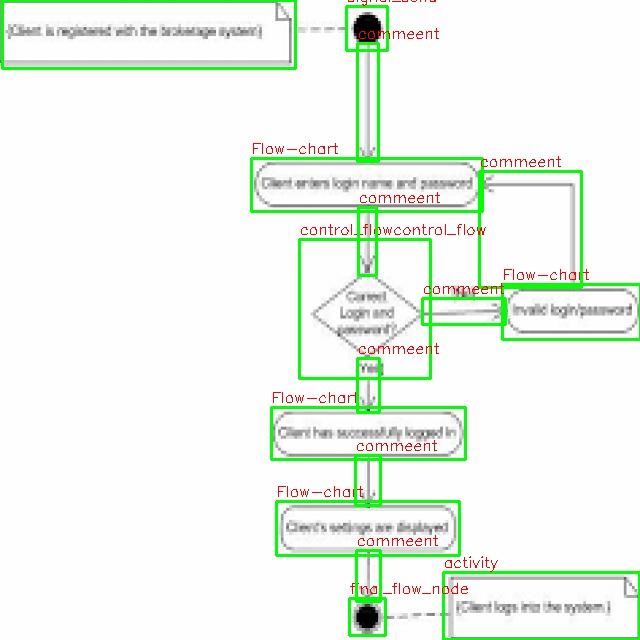 {Client is registered with the brokerage system}
commeent
Flow-chart
Client enters login name and password
commeent
commeent
control_flowcontrol_flow
Flow-chart
commeent
Correct
Login and
password?
Invalid login/password
commeent
Yes
Flow-chart
Client has successfully logged in
commeent
Flow-chart
Client's settings are displayed
commeent
activity
final_flow_node
{Client logs into the system.}